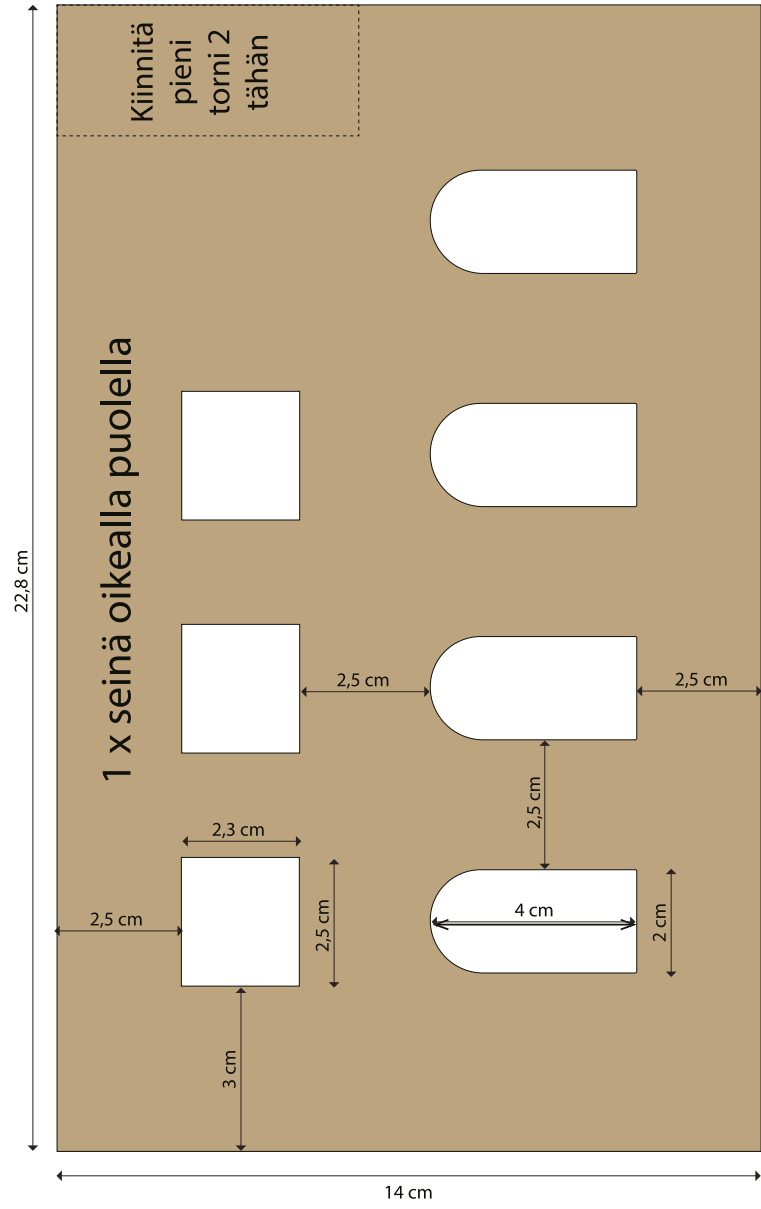 Kiinnitä
pieni
torni 2
tähän
1 x seinä oikealla puolella
22,8 cm
2,5 cm
2,5 cm
2,5 cm
2,3 cm
2,5 cm
2,5 cm
4 cm
2 cm
3 cm
14 cm